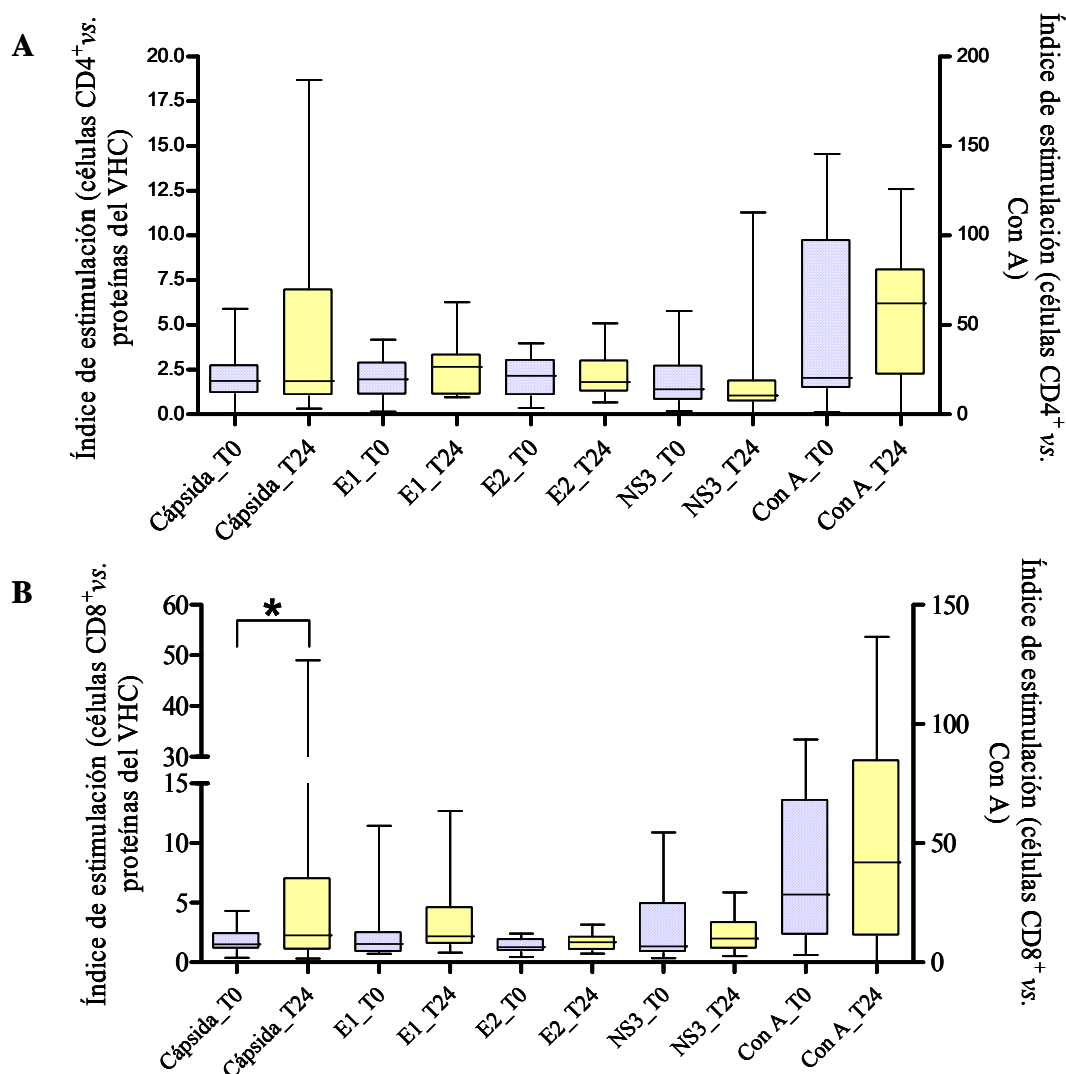 A
Índice de estimulación (células CD4+ vs.
proteínas del VHC)
20.0
17.5
15.0
12.5
10.0
7.5
5.0
2.5
0.0
200
150
100
50
0
Índice de estimulación (células CD4+ vs.
Con A)
Cápsida_T0
Cápsida_T24
E1_T0
E1_T24
E2_T0
E2_T24
NS3_T0
NS3_T24
Con A_T0
Con A_T24
B
Índice de estimulación (células CD8+ vs.
proteínas del VHC)
60
50
40
30
15
10
5
0
*
150
100
50
0
Índice de estimulación (células CD8+ vs.
Con A)
Cápsida_T0
Cápsida_T24
E1_T0
E1_T24
E2_T0
E2_T24
NS3_T0
NS3_T24
Con A_T0
Con A_T24